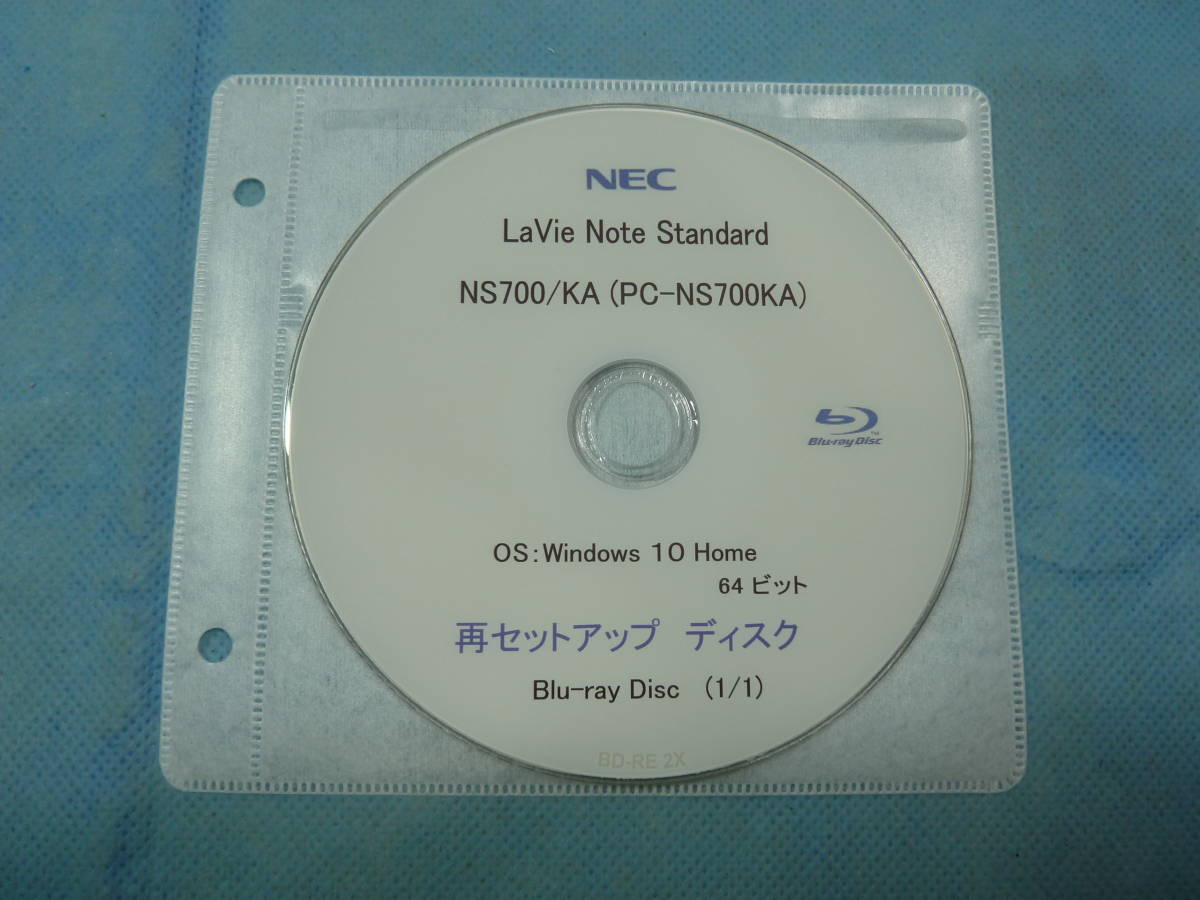 NEC
LaVie Note Standard
NS700/KA (PC-NS700KA)
Blu-ray Disc™
OS:Windows 10 Home
64 ビット
再セットアップ ディスク
Blu-ray Disc (1/1)
BD-RE 2X